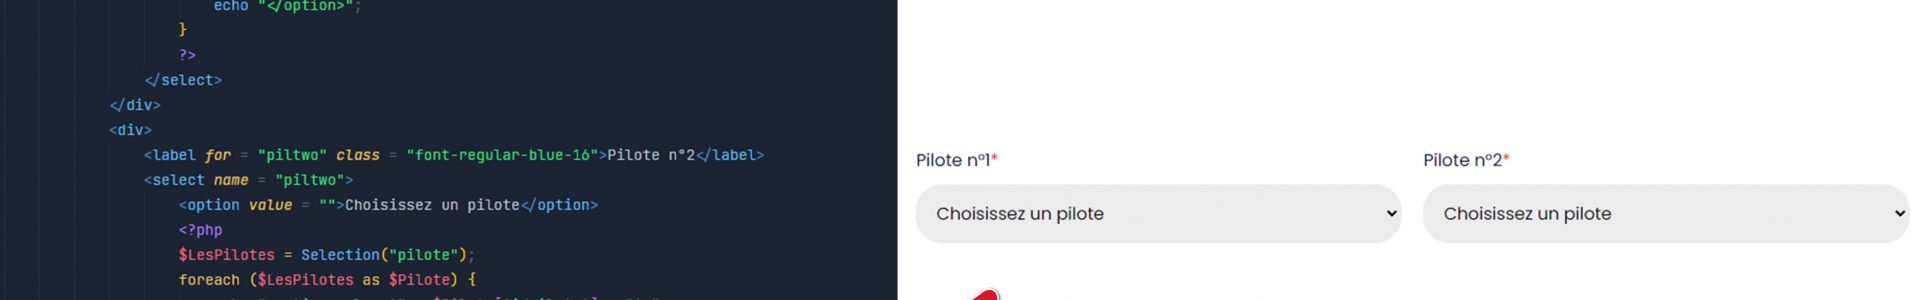 echo "</option>";
}
?>
</select>
</div>
<div>
<label for = "piltwo" class = "font-regular-blue-16">Pilote n°2</label>
<select name = "piltwo">
<option value = "">Choisissez un pilote</option>
<?php
$LesPilotes = Selection("pilote");
foreach ($LesPilotes as $Pilote) {
Pilote n°1*
Choisissez un pilote
Pilote n°2*
Choisissez un pilote